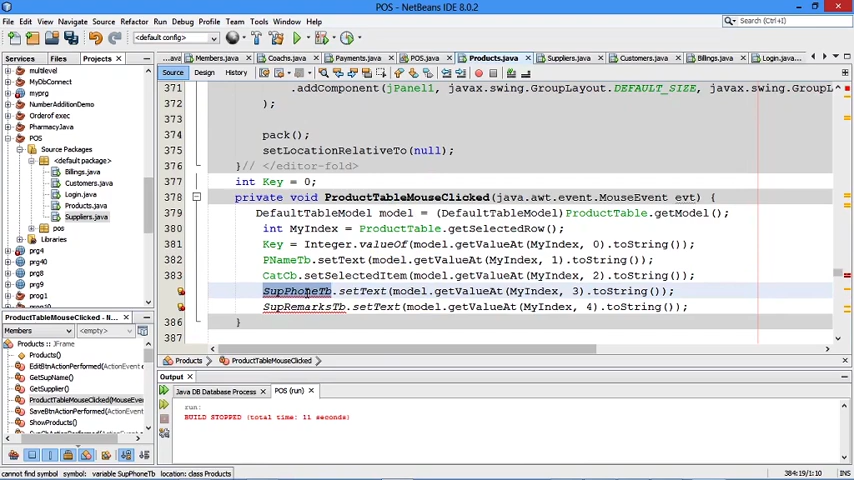 POS - NetBeans IDE 8.0.2
File Edit View Navigate Source Refactor Run Debug Profile Team Tools Window Help
Search (Ctrl+I)
<default config>
Services Files Projects
...ava Members.java Coachs.java Payments.java POS.java Products.java Suppliers.java Customers.java Billings.java Login.java...
Source Design History
multilevel
MyDbConnect
myprg
NumberAdditionDemo
Orderof exec
PharmacyJava
POS
Source Packages
<default package>
Billings.java
Customers.java
Login.java
Products.java
Suppliers.java
pos
Libraries
prg4
prg40
prg8
prg9
prog1
371 .addComponent(jPanel1, javax.swing.GroupLayout.DEFAULT_SIZE, javax.swing.GroupL
372 );
373
374 pack();
375 setLocationRelativeTo(null);
376 }// </editor-fold>
377 int Key = 0;
378 private void ProductTableMouseClicked(java.awt.event.MouseEvent evt) {
379 DefaultTableModel model = (DefaultTableModel)ProductTable.getModel();
380 int MyIndex = ProductTable.getSelectedRow();
381 Key = Integer.valueOf(model.getValueAt(MyIndex, 0).toString());
382 PNameTb.setText(model.getValueAt(MyIndex, 1).toString());
383 CatCb.setSelectedItem(model.getValueAt(MyIndex, 2).toString());
SupPhoneTb.setText(model.getValueAt(MyIndex, 3).toString());
SupRemarksTb.setText(model.getValueAt(MyIndex, 4).toString());
386 }
387
ProductTableMouseClicked(...
Members <empty>
Products :: JFrame
Products()
EditBtnActionPerformed(ActionEvent
GetSupName()
GetSupplier()
ProductTableMouseClicked(MouseEve
SaveBtnActionPerformed(ActionEven
ShowProducts()
Products ProductTableMouseClicked
Output
Java DB Database Process POS (run)
run:
BUILD STOPPED (total time: 11 seconds)
cannot find symbol symbol: variable SupPhoneTb location: class Products
384:19/10 INS